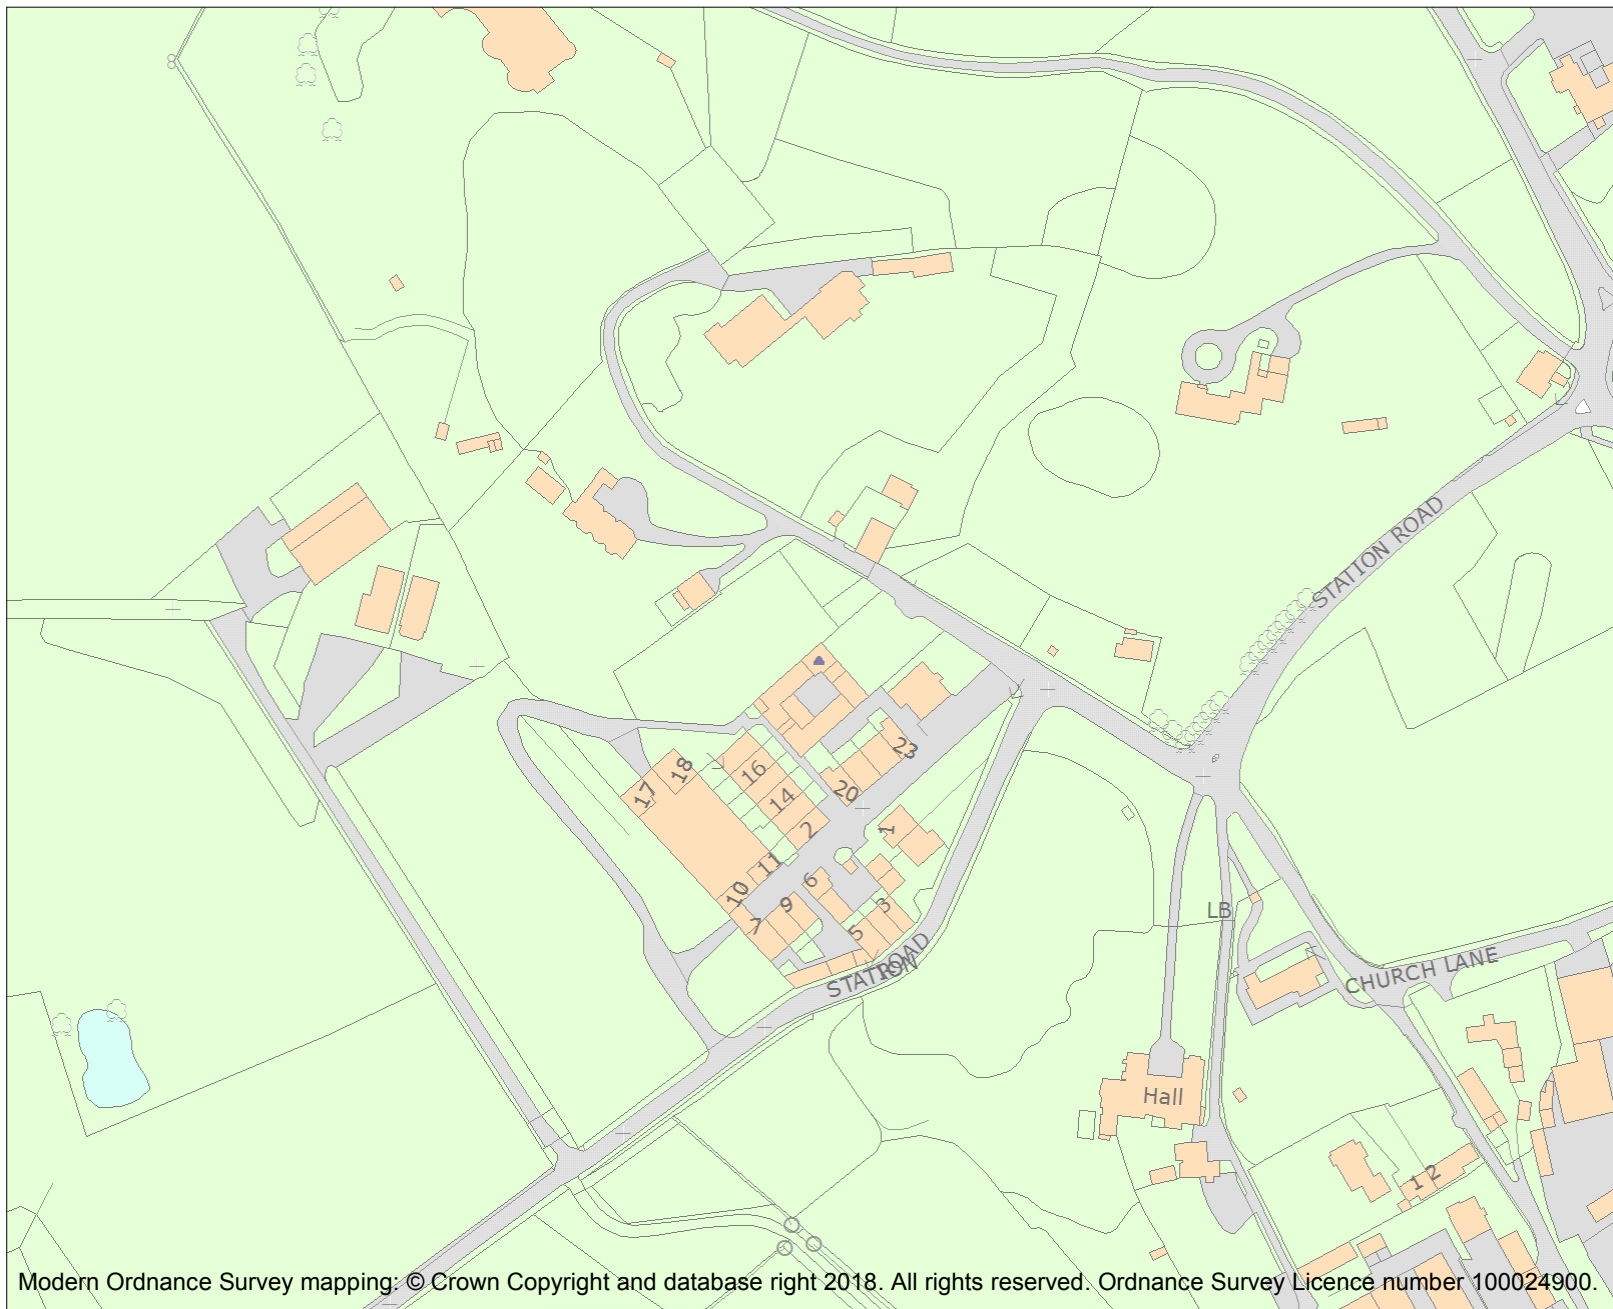 STATION ROAD
23
18
16
17
14
20
2
1
11
6
10
9
3
7
5
LB
STATION
ROAD
CHURCH LANE
Hall
1 2
Modern Ordnance Survey mapping: © Crown Copyright and database right 2018. All rights reserved. Ordnance Survey Licence number 100024900.